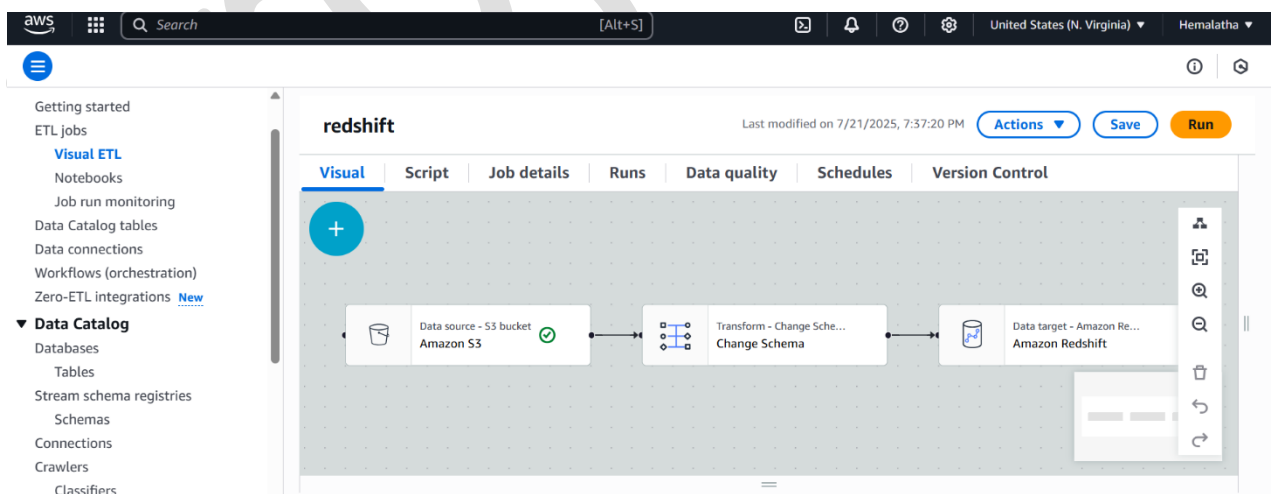 aws
Search
[Alt+S]
United States (N. Virginia)
Hemalatha
Getting started
ETL jobs
Visual ETL
Notebooks
Job run monitoring
Data Catalog tables
Data connections
Workflows (orchestration)
Zero-ETL integrations New
Data Catalog
Databases
Tables
Stream schema registries
Schemas
Connections
Crawlers
Classifiers
redshift
Last modified on 7/21/2025, 7:37:20 PM
Actions
Save
Run
Visual
Script
Job details
Runs
Data quality
Schedules
Version Control
Data source - S3 bucket
Amazon S3
Transform - Change Sche...
Change Schema
Data target - Amazon Re...
Amazon Redshift